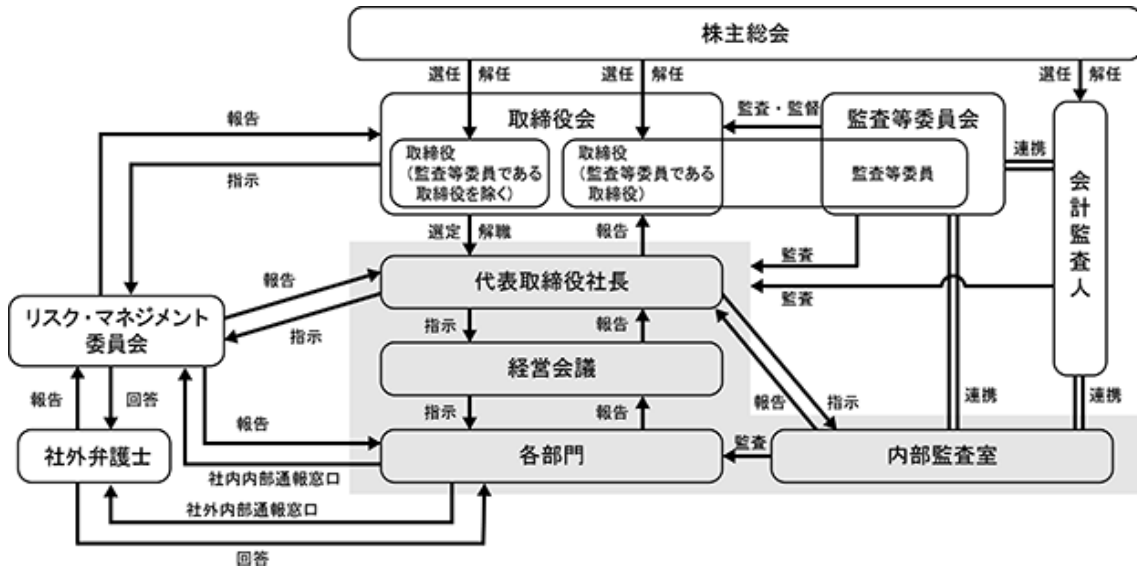 株主総会
選任 解任
選任 解任
選任 解任
取締役会
監査・監督
監査等委員会
報告
指示
取締役
(監査等委員である
取締役を除く)
取締役
(監査等委員である
取締役)
監査等委員
連携
会計監査人
選定 解職
報告
監査
監査
代表取締役社長
報告
指示
リスク・マネジメント
委員会
指示
報告
経営会議
指示
報告
報告
指示
連携
連携
報告
回答
報告
社外弁護士
各部門
監査
内部監査室
社内内部通報窓口
社外内部通報窓口
回答